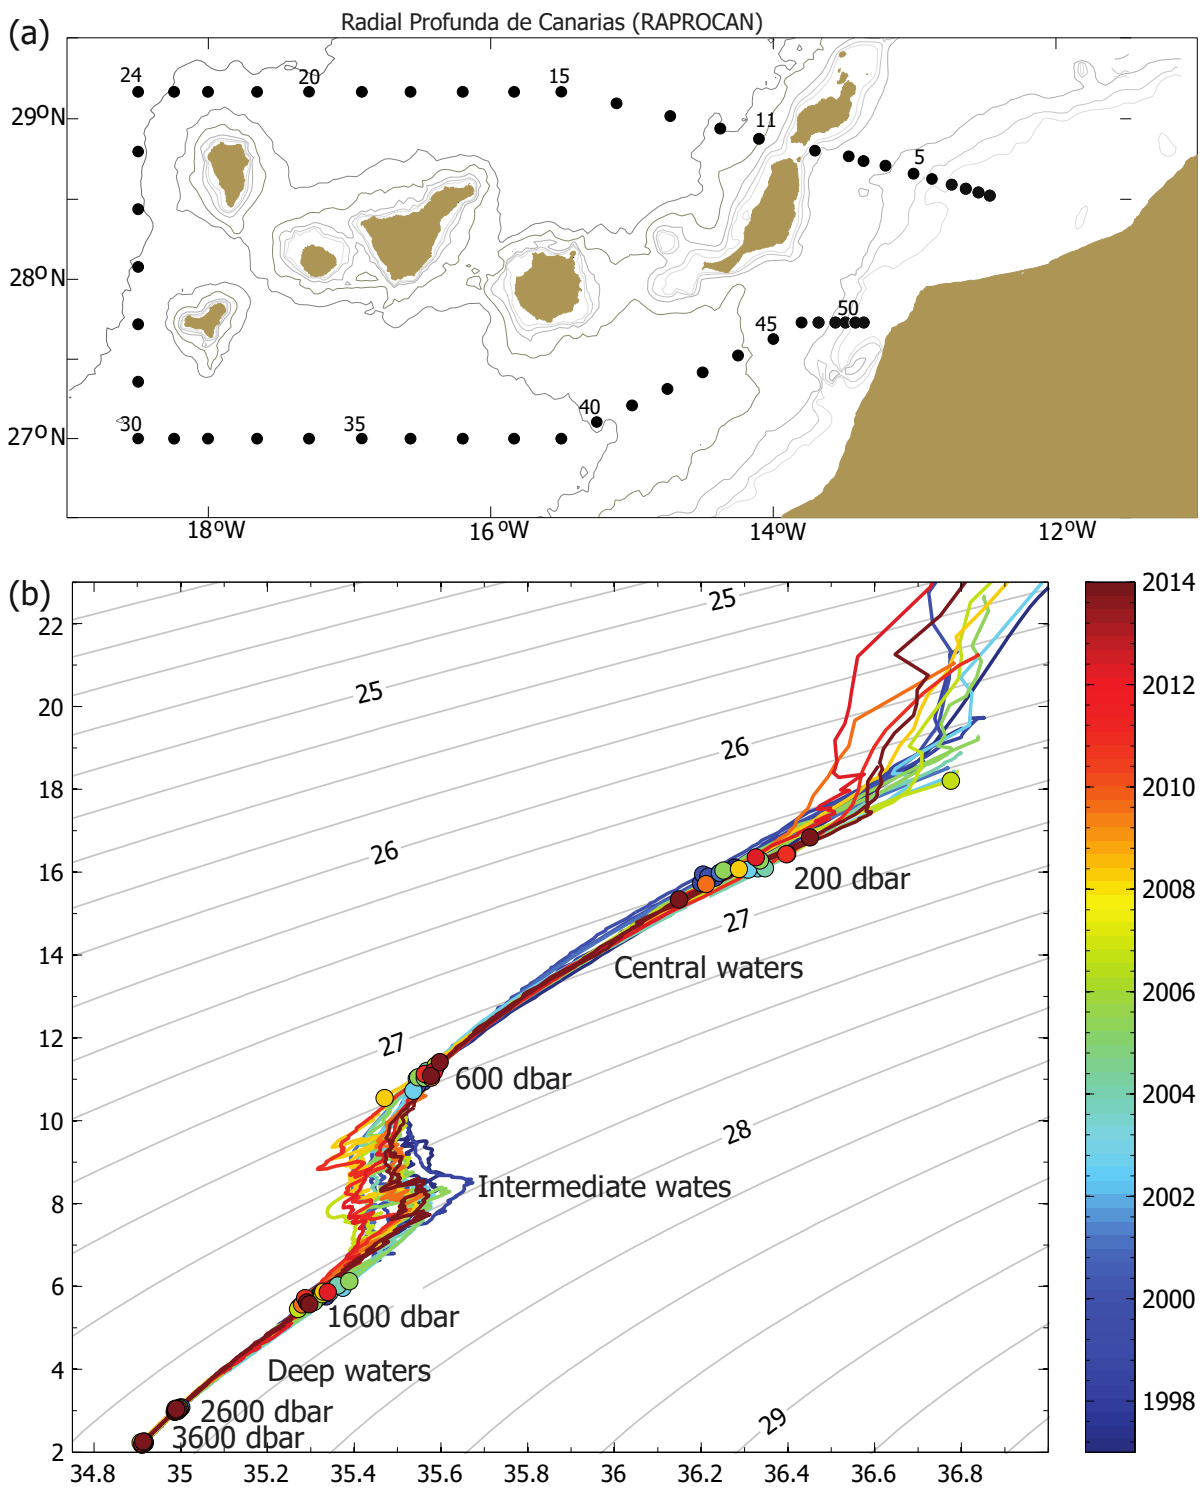 (a)
Radial Profunda de Canarias (RAPROCAN)
24
20
15
11
5
29ºN
28ºN
50
45
40
35
30
27ºN
18ºW
16ºW
14ºW
12ºW
(b)
25
25
26
26
27
200 dbar
Central waters
27
600 dbar
28
Intermediate wates
1600 dbar
Deep waters
2600 dbar
3600 dbar
29
22
20
18
16
14
12
10
8
6
4
2
34.8
35
35.2
35.4
35.6
35.8
36
36.2
36.4
36.6
36.8
2014
2012
2010
2008
2006
2004
2002
2000
1998